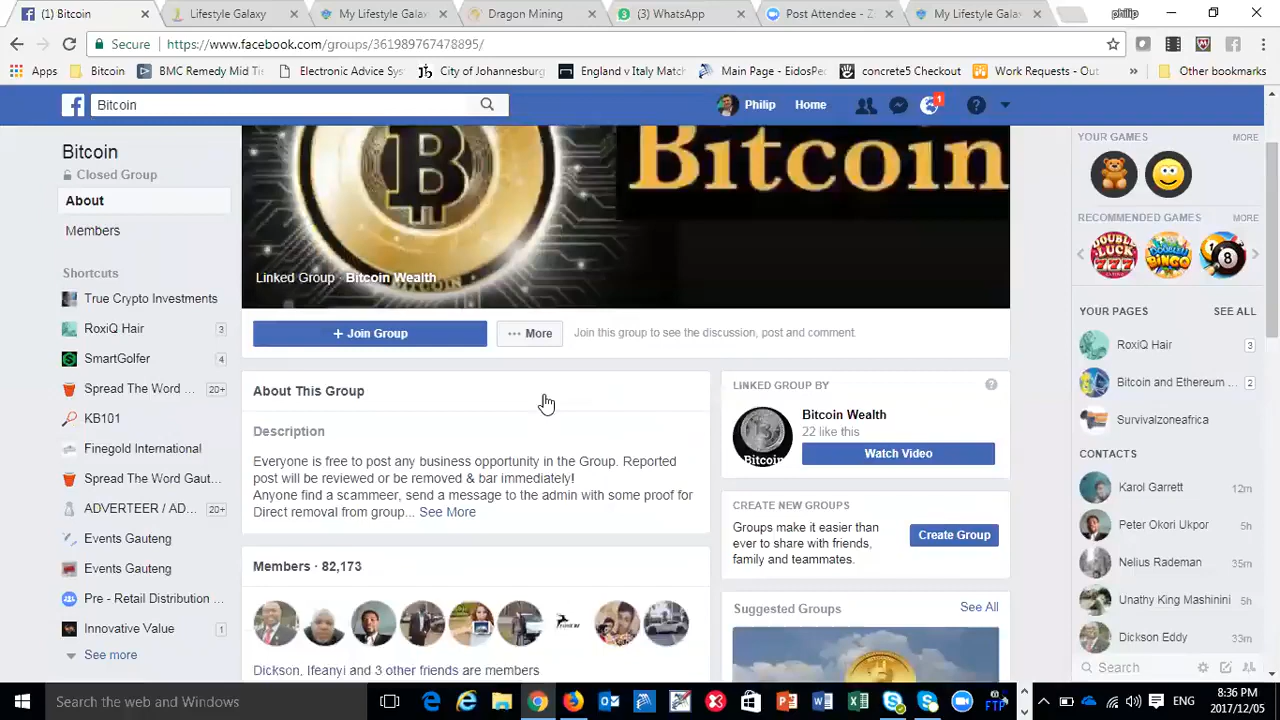 (1) Bitcoin
Lifestyle Galaxy
My Lifestyle Galax
Dragon Mining
(3) WhatsApp
Post Attendee - Z
My Lifestyle Gala
philip
Secure
https://www.facebook.com/groups/361989767478895/
Apps
Bitcoin
BMC Remedy Mid Ti
Electronic Advice Sys
City of Johannesburg
England v Italy Match
Main Page - EidosPe
concrete5 Checkout
Work Requests - Out
Other bookmarks
Bitcoin
Philip
Home
1
Bitcoin
Closed Group
About
Members
Shortcuts
True Crypto Investments
RoxiQ Hair 3
SmartGolfer 4
Spread The Word ... 20+
KB101
Finegold International
Spread The Word Gaut...
ADVERTEER / AD... 20+
Events Gauteng
Events Gauteng
Pre - Retail Distribution ...
Innovative Value 1
See more
Bitcoin
Linked Group · Bitcoin Wealth
+ Join Group
··· More
Join this group to see the discussion, post and comment.
About This Group
Description
Everyone is free to post any business opportunity in the Group. Reported
post will be reviewed or be removed & bar immediately!
Anyone find a scammeer, send a message to the admin with some proof for
Direct removal from group... See More
Members · 82,173
Dickson, Ifeanyi and 3 other friends are members
LINKED GROUP BY
Bitcoin Wealth
22 like this
Bitcoin
Watch Video
CREATE NEW GROUPS
Groups make it easier than
ever to share with friends,
family and teammates.
Create Group
Suggested Groups
See All
YOUR GAMES
MORE
RECOMMENDED GAMES
MORE
DOUBLE
LUCK
777
DOUBLE
BINGO
8
YOUR PAGES
SEE ALL
RoxiQ Hair 3
Bitcoin and Ethereum ... 2
Survivalzoneafrica
CONTACTS
Karol Garrett 12m
Peter Okori Ukpor 5h
Nelius Rademan 35m
Unathy King Mashinini 5h
Dickson Eddy 33m
Search
Search the web and Windows
FTP
ENG
8:36 PM
2017/12/05